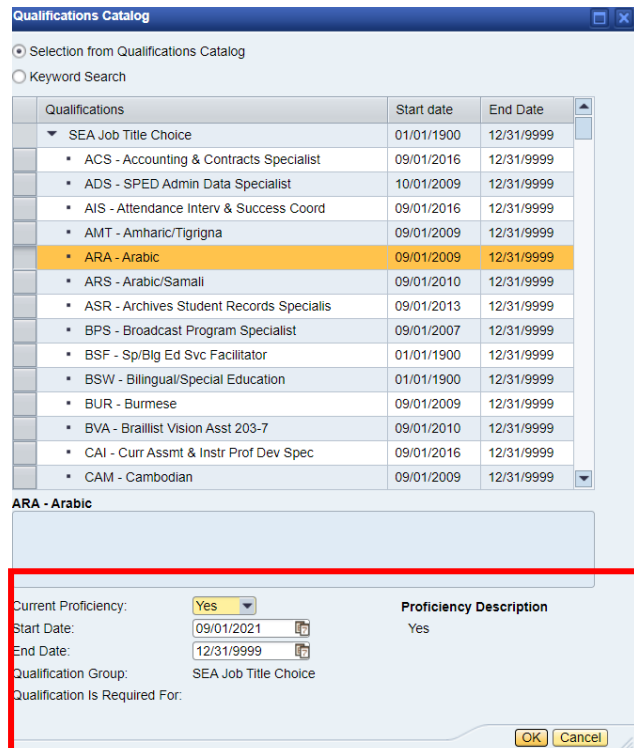 Qualifications Catalog
Selection from Qualifications Catalog
Keyword Search
Qualifications Start date End Date
SEA Job Title Choice 01/01/1900 12/31/9999
ACS - Accounting & Contracts Specialist 09/01/2016 12/31/9999
ADS - SPED Admin Data Specialist 10/01/2009 12/31/9999
AIS - Attendance Interv & Success Coord 09/01/2016 12/31/9999
AMT - Amharic/Tigrigna 09/01/2009 12/31/9999
ARA - Arabic 09/01/2009 12/31/9999
ARS - Arabic/Samali 09/01/2010 12/31/9999
ASR - Archives Student Records Specialis 09/01/2013 12/31/9999
BPS - Broadcast Program Specialist 09/01/2007 12/31/9999
BSF - Sp/Blg Ed Svc Facilitator 01/01/1900 12/31/9999
BSW - Bilingual/Special Education 01/01/1900 12/31/9999
BUR - Burmese 09/01/2009 12/31/9999
BVA - Braillist Vision Asst 203-7 09/01/2010 12/31/9999
CAI - Curr Assmt & Instr Prof Dev Spec 09/01/2016 12/31/9999
CAM - Cambodian 09/01/2009 12/31/9999
ARA - Arabic
Current Proficiency: Yes Proficiency Description
Start Date: 09/01/2021 Yes
End Date: 12/31/9999
Qualification Group: SEA Job Title Choice
Qualification Is Required For:
OK Cancel